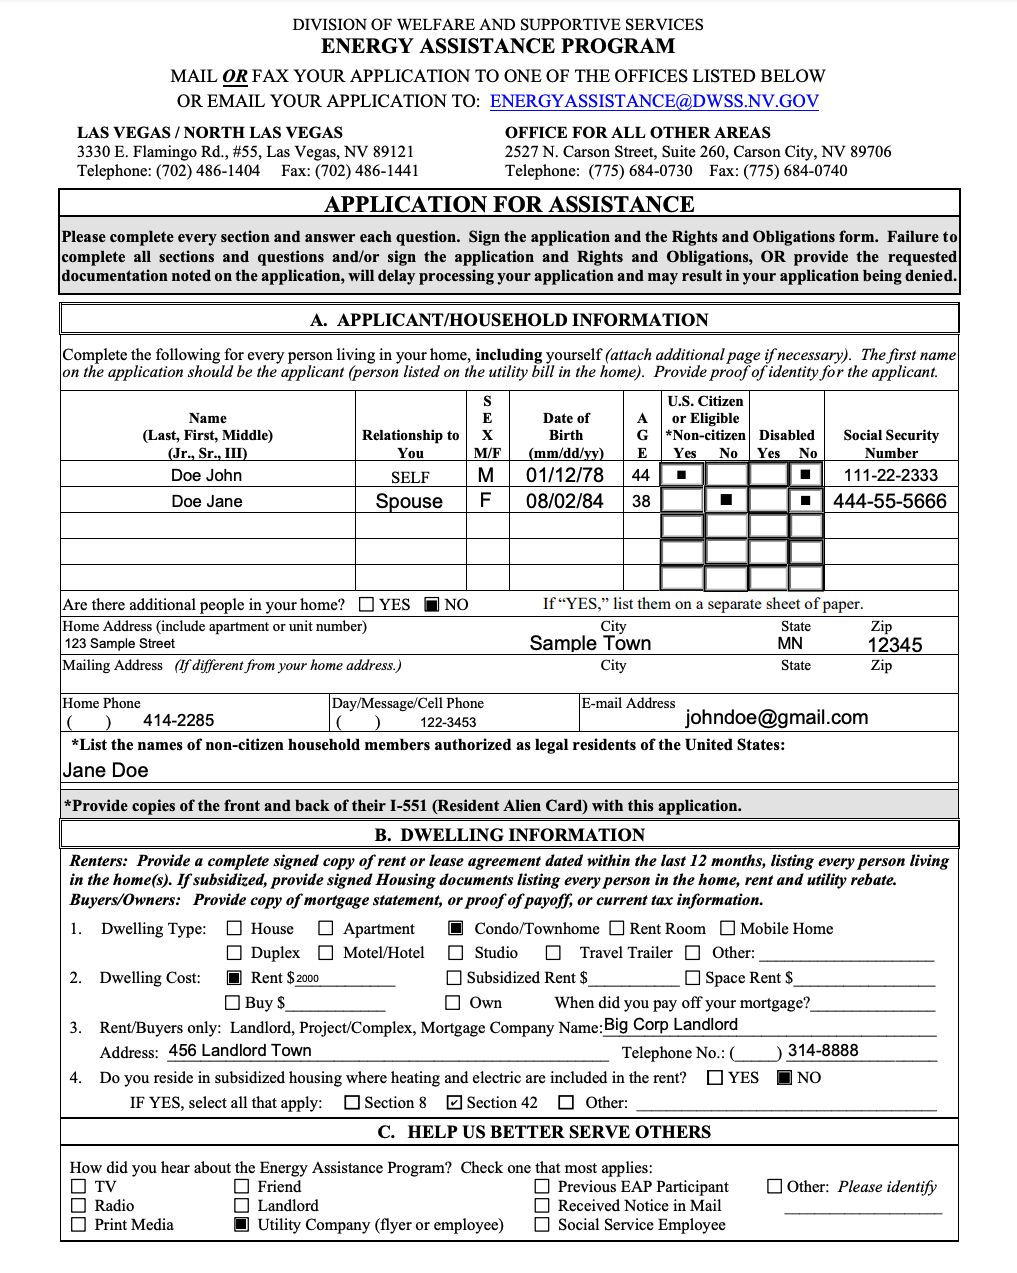 DIVISION OF WELFARE AND SUPPORTIVE SERVICES
ENERGY ASSISTANCE PROGRAM
MAIL OR FAX YOUR APPLICATION TO ONE OF THE OFFICES LISTED BELOW
OR EMAIL YOUR APPLICATION TO: ENERGYASSISTANCE@DWSS.NV.GOV
LAS VEGAS / NORTH LAS VEGAS
3330 E. Flamingo Rd., #55, Las Vegas, NV 89121
Telephone: (702) 486-1404 Fax: (702) 486-1441
OFFICE FOR ALL OTHER AREAS
2527 N. Carson Street, Suite 260, Carson City, NV 89706
Telephone: (775) 684-0730 Fax: (775) 684-0740
APPLICATION FOR ASSISTANCE
Please complete every section and answer each question. Sign the application and the Rights and Obligations form. Failure to
complete all sections and questions and/or sign the application and Rights and Obligations, OR provide the requested
documentation noted on the application, will delay processing your application and may result in your application being denied.
A. APPLICANT/HOUSEHOLD INFORMATION
Complete the following for every person living in your home, including yourself (attach additional page if necessary). The first name
on the application should be the applicant (person listed on the utility bill in the home). Provide proof of identity for the applicant.
Name
(Last, First, Middle)
(Jr., Sr., III)
Relationship to
You
S
E
X
M/F
Date of
Birth
(mm/dd/yy)
A
G
E
U.S. Citizen
or Eligible
*Non-citizen
Yes No
Disabled
Yes No
Social Security
Number
Doe John SELF M 01/12/78 44 111-22-2333
Doe Jane Spouse F 08/02/84 38 444-55-5666
Are there additional people in your home? YES NO If “YES,” list them on a separate sheet of paper.
Home Address (include apartment or unit number) City State Zip
123 Sample Street Sample Town MN 12345
Mailing Address (If different from your home address.) City State Zip
Home Phone
( ) 414-2285
Day/Message/Cell Phone
( ) 122-3453
E-mail Address
johndoe@gmail.com
*List the names of non-citizen household members authorized as legal residents of the United States:
Jane Doe
*Provide copies of the front and back of their I-551 (Resident Alien Card) with this application.
B. DWELLING INFORMATION
Renters: Provide a complete signed copy of rent or lease agreement dated within the last 12 months, listing every person living
in the home(s). If subsidized, provide signed Housing documents listing every person in the home, rent and utility rebate.
Buyers/Owners: Provide copy of mortgage statement, or proof of payoff, or current tax information.
1. Dwelling Type: House Apartment Condo/Townhome Rent Room Mobile Home
Duplex Motel/Hotel Studio Travel Trailer Other:
2. Dwelling Cost: Rent $2000 Subsidized Rent $ Space Rent $
Buy $ Own When did you pay off your mortgage?
3. Rent/Buyers only: Landlord, Project/Complex, Mortgage Company Name: Big Corp Landlord
Address: 456 Landlord Town Telephone No.: ( ) 314-8888
4. Do you reside in subsidized housing where heating and electric are included in the rent? YES NO
IF YES, select all that apply: Section 8 Section 42 Other:
C. HELP US BETTER SERVE OTHERS
How did you hear about the Energy Assistance Program? Check one that most applies:
TV Friend Previous EAP Participant Other: Please identify
Radio Landlord Received Notice in Mail
Print Media Utility Company (flyer or employee) Social Service Employee